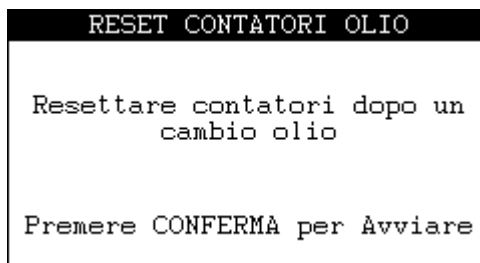 RESET CONTATORI OLIO
Resettare contatori dopo un
cambio olio
Premere CONFERMA per Avviare